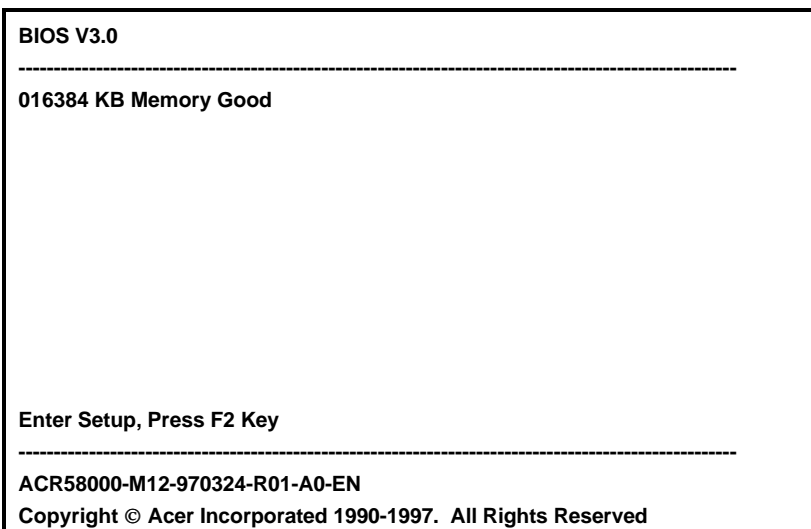 BIOS V3.0
------------------------------------------------------------------------------------------------------
016384 KB Memory Good
Enter Setup, Press F2 Key
------------------------------------------------------------------------------------------------------
ACR58000-M12-970324-R01-A0-EN
Copyright © Acer Incorporated 1990-1997.  All Rights Reserved